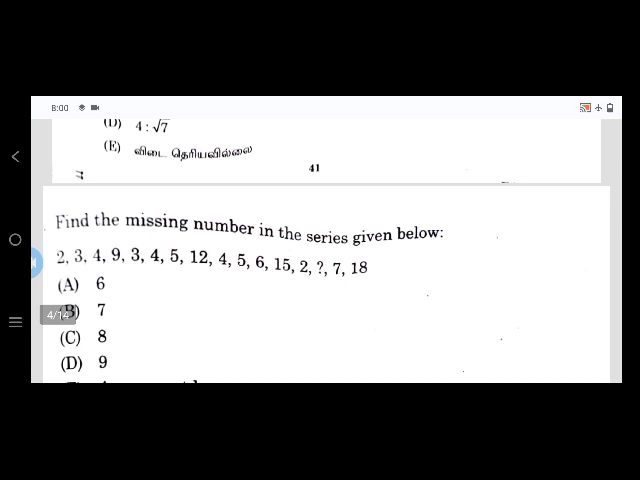 8:00
(D) 4 : √7
(E) விடை தெரியவில்லை
41
Find the missing number in the series given below:
2, 3, 4, 9, 3, 4, 5, 12, 4, 5, 6, 15, 2, ?, 7, 18
(A) 6
4/14
(B) 7
(C) 8
(D) 9